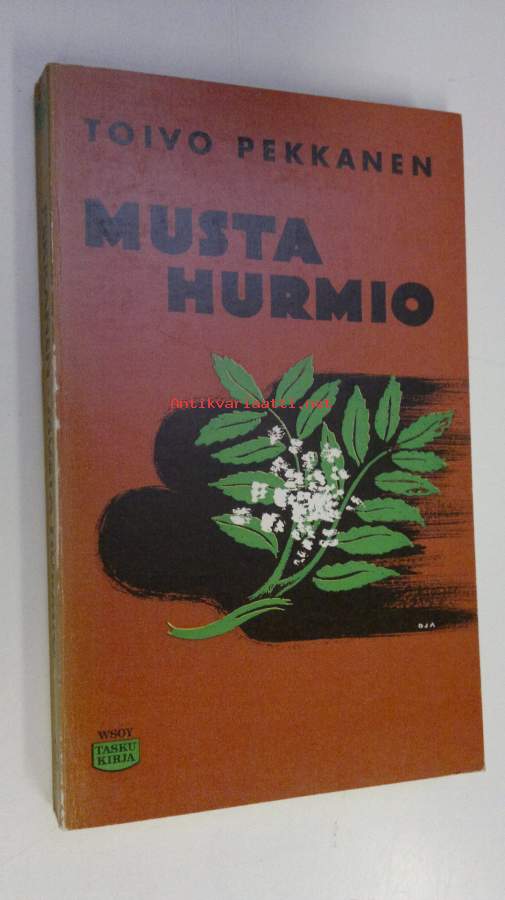 TOIVO PEKKANEN
MUSTA
HURMIO
Antikvariaatti.net
OJA
WSOY
TASKU
KIRJA